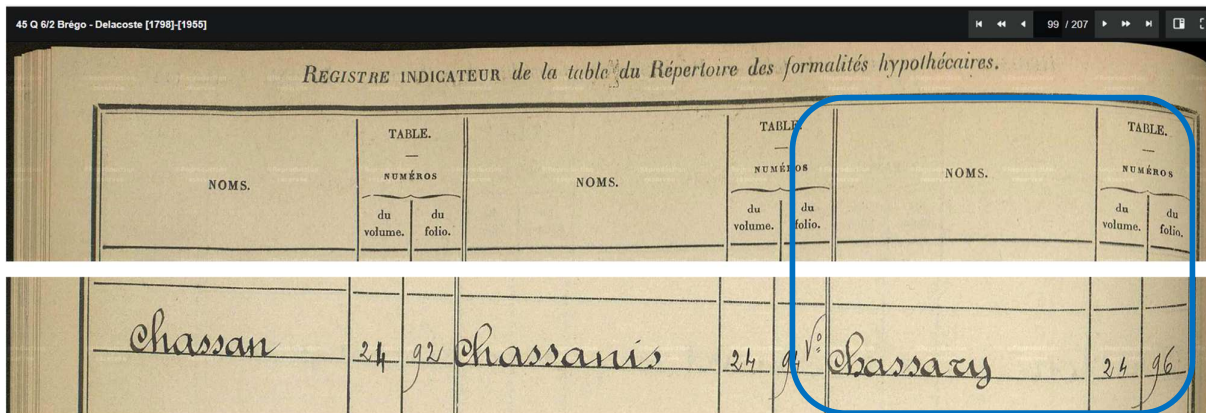 45 Q 6/2 Brégo - Delacoste [1798]-[1955]
99 / 207
REGISTRE INDICATEUR de la table du Répertoire des formalités hypothécaires.
NOMS. TABLE. — NUMÉROS du volume. du folio. NOMS. TABLE. — NUMÉROS du volume. du folio. NOMS. TABLE. — NUMÉROS du volume. du folio.
Chassan 24 92 Chassanis 24 94 Vº Chassary 24 96